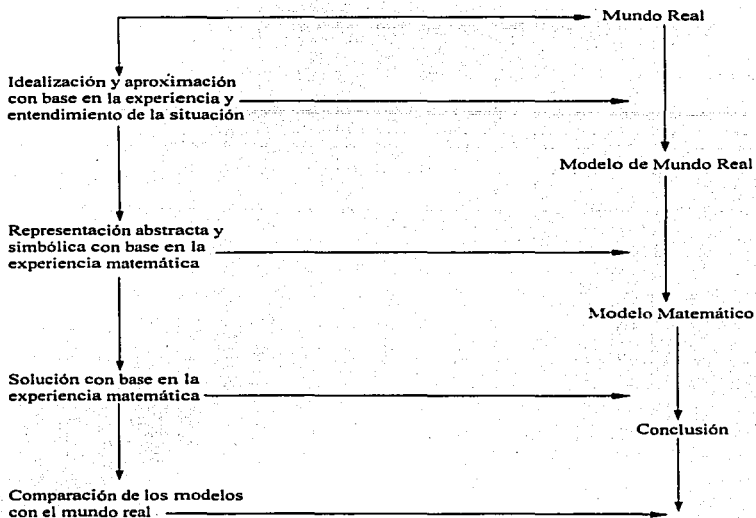 Mundo Real
Idealización y aproximación
con base en la experiencia y
entendimiento de la situación
Modelo de Mundo Real
Representación abstracta y
simbólica con base en la
experiencia matemática
Modelo Matemático
Solución con base en la
experiencia matemática
Conclusión
Comparación de los modelos
con el mundo real